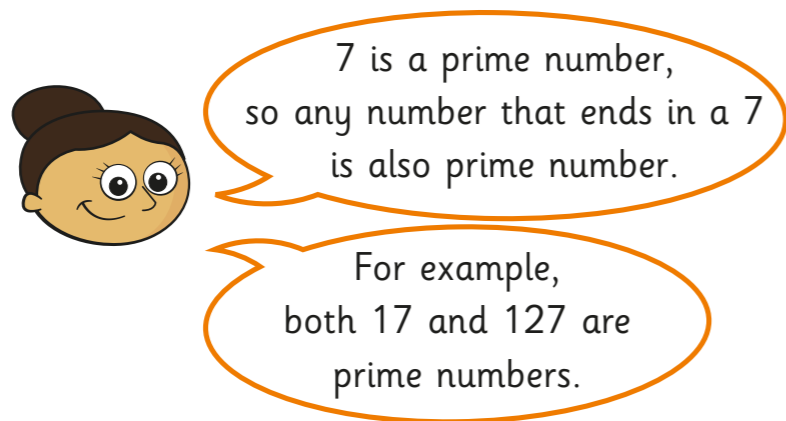 7 is a prime number,
so any number that ends in a 7
is also prime number.
For example,
both 17 and 127 are
prime numbers.